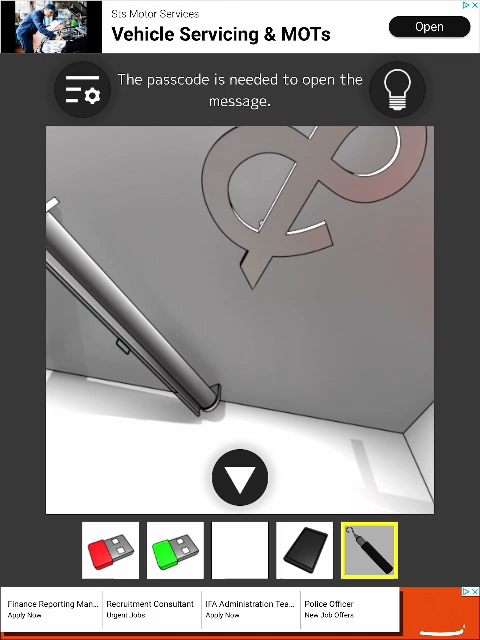 Sts Motor Services
Vehicle Servicing & MOTs
Open
The passcode is needed to open the
message.
Finance Reporting Man...
Apply Now
Recruitment Consultant
Urgent Jobs
IFA Administration Tea...
Apply Now
Police Officer
New Job Offers